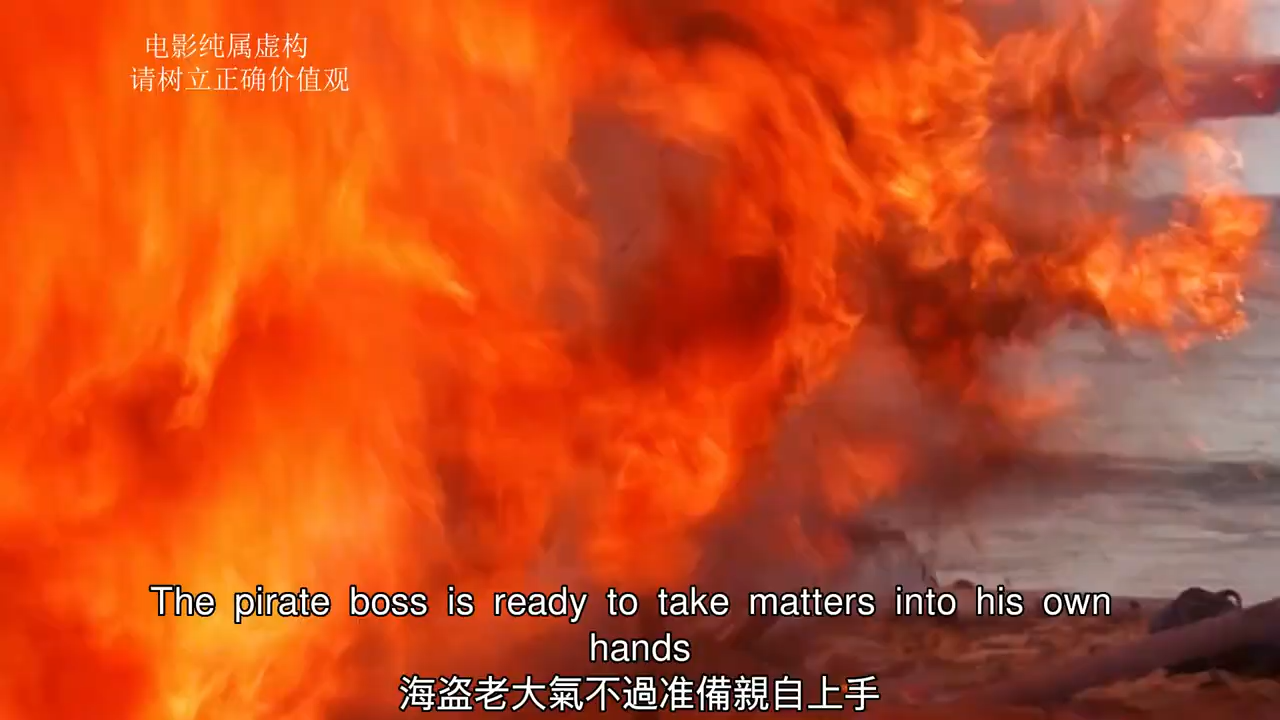 电影纯属虚构
请树立正确价值观
The pirate boss is ready to take matters into his own
hands
海盗老大氣不過准備親自上手